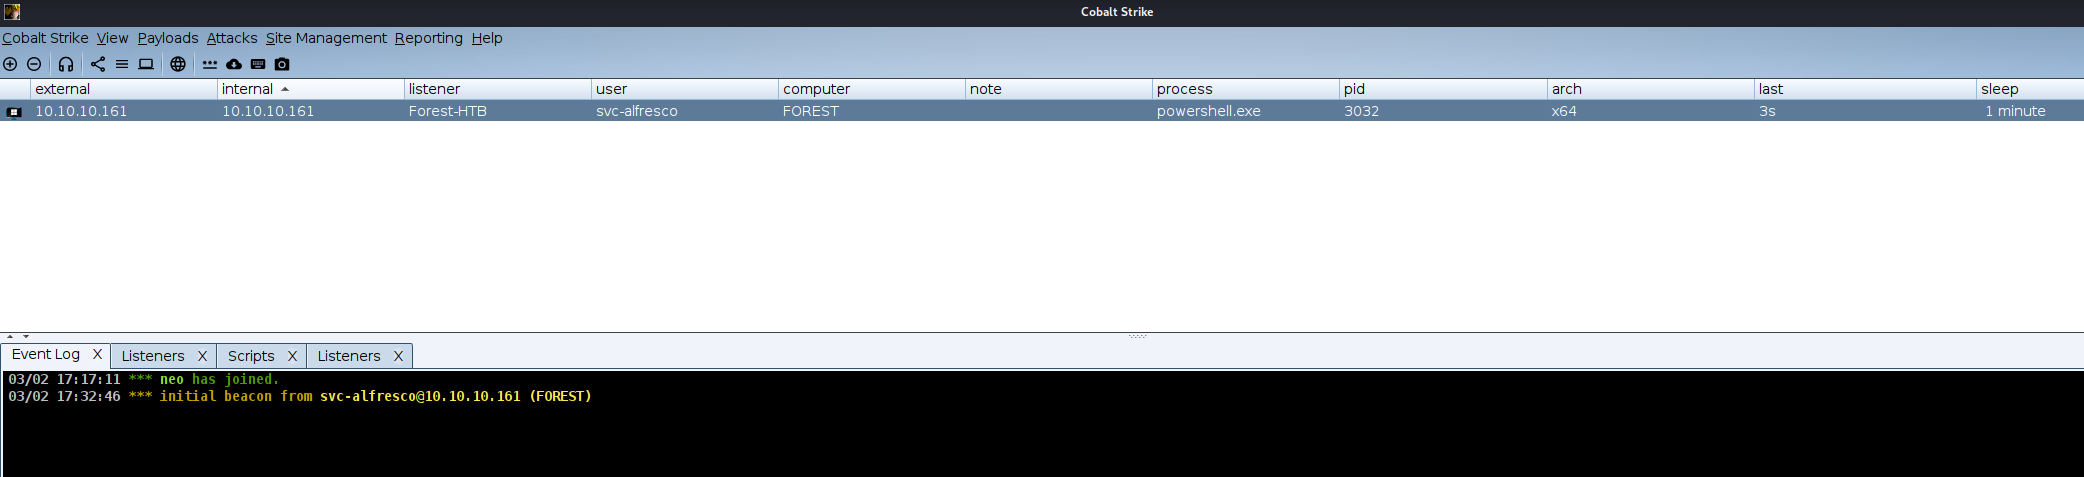 Cobalt Strike
Cobalt Strike View Payloads Attacks Site Management Reporting Help
external internal listener user computer note process pid arch last sleep
10.10.10.161 10.10.10.161 Forest-HTB svc-alfresco FOREST powershell.exe 3032 x64 3s 1 minute
Event Log X Listeners X Scripts X Listeners X
03/02 17:17:11 *** neo has joined.
03/02 17:32:46 *** initial beacon from svc-alfresco@10.10.10.161 (FOREST)